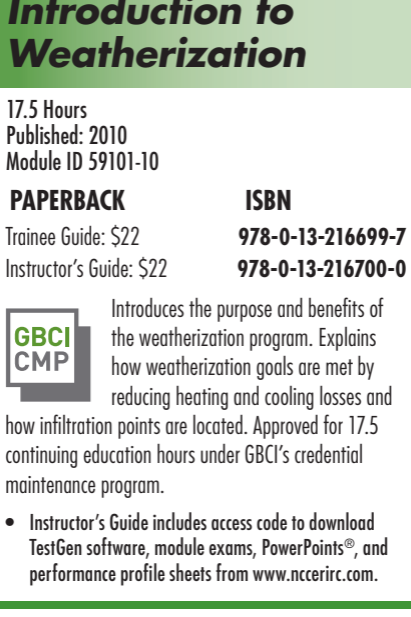 Introduction to
Weatherization
17.5 Hours
Published: 2010
Module ID 59101-10
PAPERBACK ISBN
Trainee Guide: $22 978-0-13-216699-7
Instructor's Guide: $22 978-0-13-216700-0
GBCI
CMP
Introduces the purpose and benefits of
the weatherization program. Explains
how weatherization goals are met by
reducing heating and cooling losses and
how infiltration points are located. Approved for 17.5
continuing education hours under GBCI's credential
maintenance program.
• Instructor's Guide includes access code to download
TestGen software, module exams, PowerPoints®, and
performance profile sheets from www.nccerirc.com.